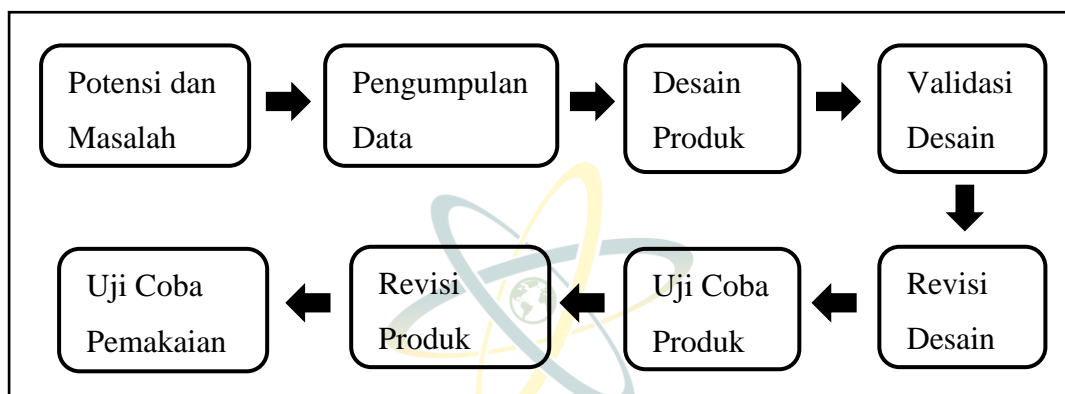 Potensi dan
Masalah
Pengumpulan
Data
Desain
Produk
Validasi
Desain
Revisi
Desain
Uji Coba
Produk
Revisi
Produk
Uji Coba
Pemakaian